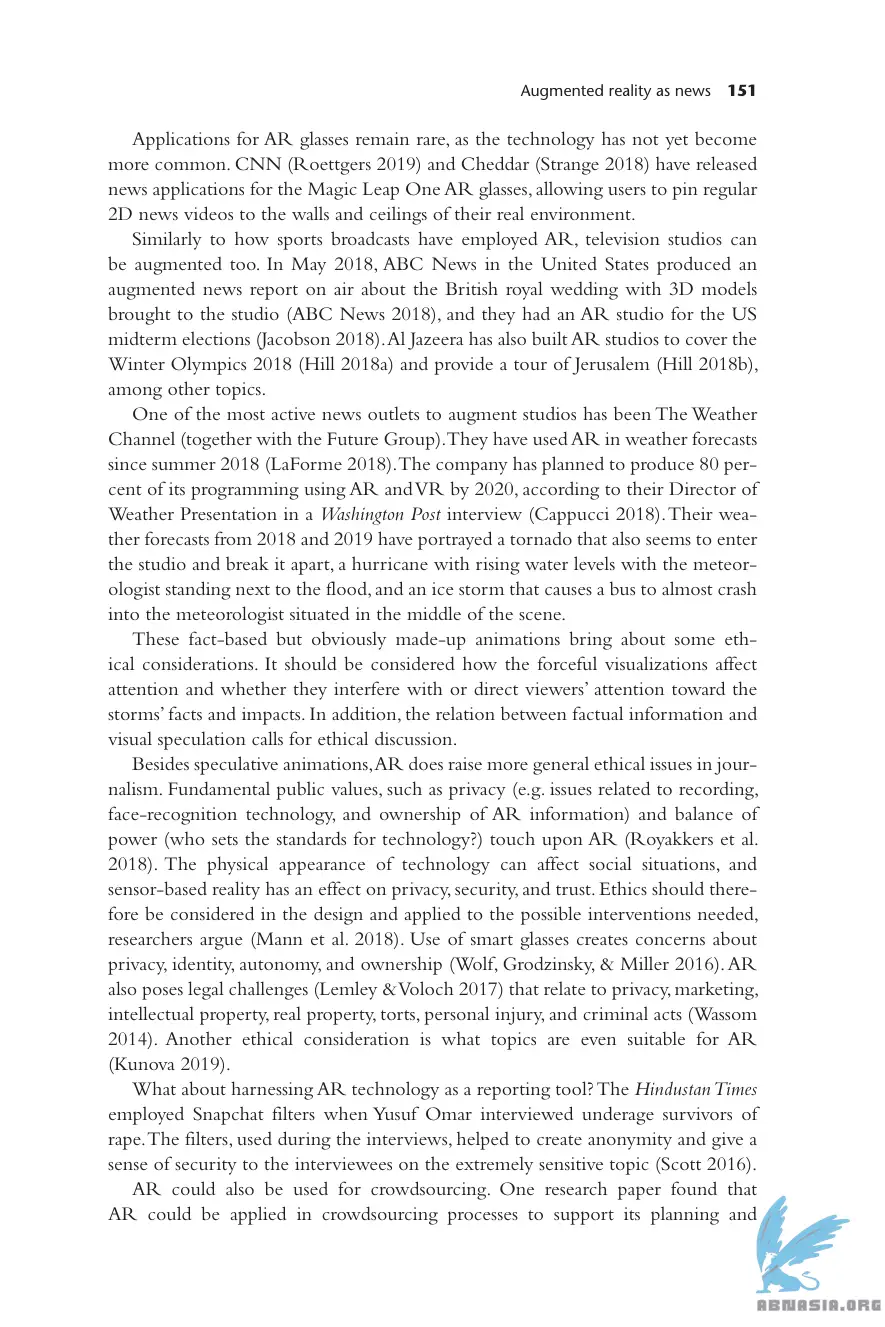 Augmented reality as news 151
Applications for AR glasses remain rare, as the technology has not yet become
more common. CNN (Roettgers 2019) and Cheddar (Strange 2018) have released
news applications for the Magic Leap One AR glasses, allowing users to pin regular
2D news videos to the walls and ceilings of their real environment.
Similarly to how sports broadcasts have employed AR, television studios can
be augmented too. In May 2018, ABC News in the United States produced an
augmented news report on air about the British royal wedding with 3D models
brought to the studio (ABC News 2018), and they had an AR studio for the US
midterm elections (Jacobson 2018). Al Jazeera has also built AR studios to cover the
Winter Olympics 2018 (Hill 2018a) and provide a tour of Jerusalem (Hill 2018b),
among other topics.
One of the most active news outlets to augment studios has been The Weather
Channel (together with the Future Group). They have used AR in weather forecasts
since summer 2018 (LaForme 2018). The company has planned to produce 80 per-
cent of its programming using AR and VR by 2020, according to their Director of
Weather Presentation in a Washington Post interview (Cappucci 2018). Their wea-
ther forecasts from 2018 and 2019 have portrayed a tornado that also seems to enter
the studio and break it apart, a hurricane with rising water levels with the meteor-
ologist standing next to the flood, and an ice storm that causes a bus to almost crash
into the meteorologist situated in the middle of the scene.
These fact-based but obviously made-up animations bring about some eth-
ical considerations. It should be considered how the forceful visualizations affect
attention and whether they interfere with or direct viewers' attention toward the
storms' facts and impacts. In addition, the relation between factual information and
visual speculation calls for ethical discussion.
Besides speculative animations, AR does raise more general ethical issues in jour-
nalism. Fundamental public values, such as privacy (e.g. issues related to recording,
face-recognition technology, and ownership of AR information) and balance of
power (who sets the standards for technology?) touch upon AR (Royakkers et al.
2018). The physical appearance of technology can affect social situations, and
sensor-based reality has an effect on privacy, security, and trust. Ethics should there-
fore be considered in the design and applied to the possible interventions needed,
researchers argue (Mann et al. 2018). Use of smart glasses creates concerns about
privacy, identity, autonomy, and ownership (Wolf, Grodzinsky, & Miller 2016). AR
also poses legal challenges (Lemley & Voloch 2017) that relate to privacy, marketing,
intellectual property, real property, torts, personal injury, and criminal acts (Wassom
2014). Another ethical consideration is what topics are even suitable for AR
(Kunova 2019).
What about harnessing AR technology as a reporting tool? The Hindustan Times
employed Snapchat filters when Yusuf Omar interviewed underage survivors of
rape. The filters, used during the interviews, helped to create anonymity and give a
sense of security to the interviewees on the extremely sensitive topic (Scott 2016).
AR could also be used for crowdsourcing. One research paper found that
AR could be applied in crowdsourcing processes to support its planning and
ABNASIA.ORG